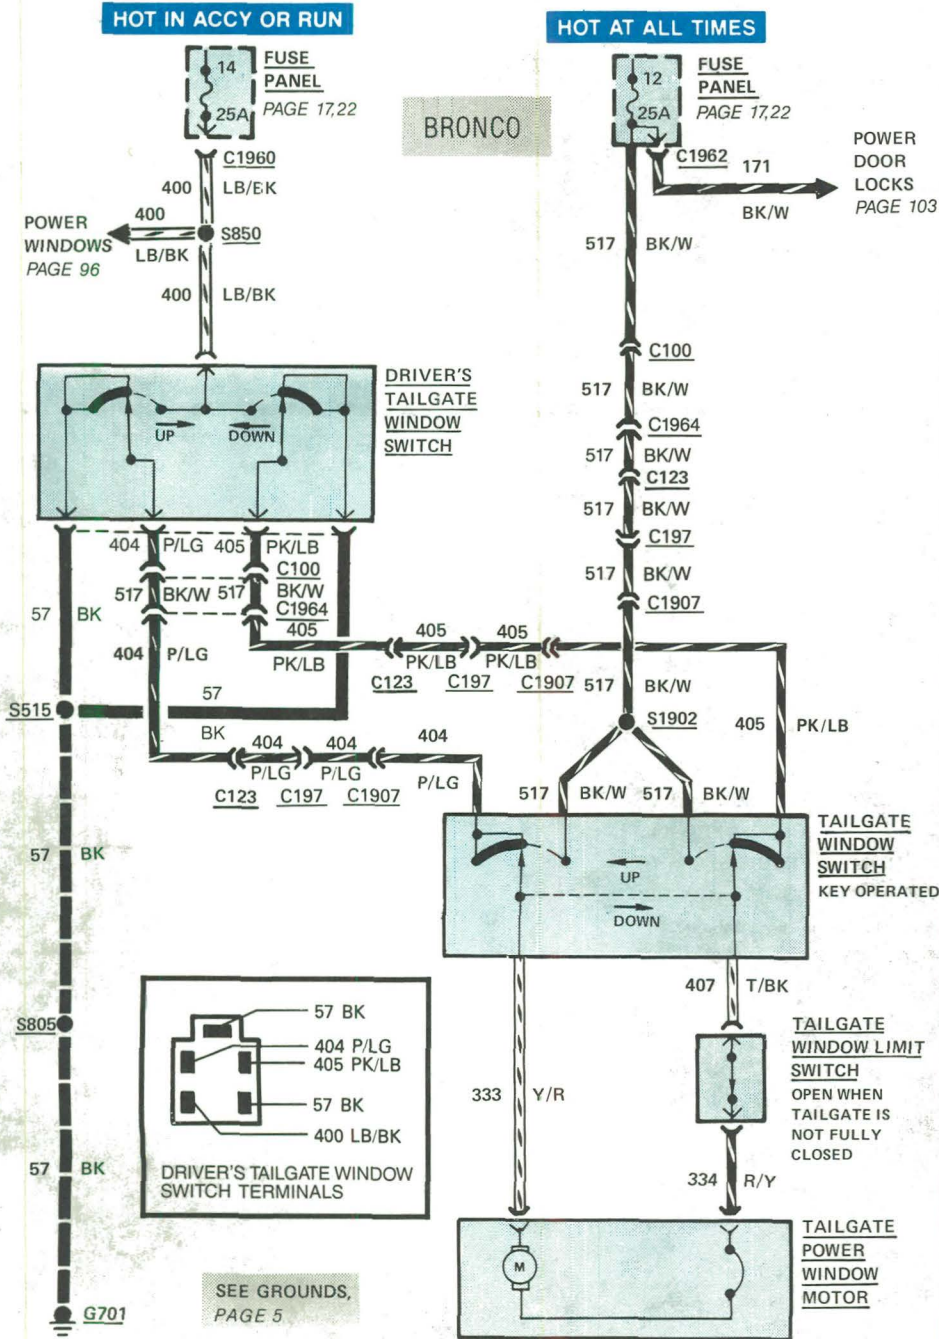 HOT IN ACCY OR RUN
HOT AT ALL TIMES
14
25A
FUSE
PANEL
PAGE 17,22
BRONCO
12
25A
FUSE
PANEL
PAGE 17,22
C1960
400 LB/BK
POWER
WINDOWS
PAGE 96
400
LB/BK
S850
400 LB/BK
C1962
171
BK/W
POWER
DOOR
LOCKS
PAGE 103
517 BK/W
C100
517 BK/W
C1964
517 BK/W
C123
517 BK/W
C197
517 BK/W
C1907
517 BK/W
S1902
DRIVER'S
TAILGATE
WINDOW
SWITCH
UP
DOWN
404 P/LG 405 PK/LB
C100
517 BK/W 517 BK/W
C1964
57 BK
404 P/LG
405
PK/LB
405
PK/LB
405
PK/LB
C123 C197 C1907
S515
57
BK
405 PK/LB
404
P/LG
404
P/LG
404
P/LG
C123 C197 C1907
517 BK/W 517 BK/W
TAILGATE
WINDOW
SWITCH
KEY OPERATED
UP
DOWN
57 BK
S805
57 BK
G701
57 BK
404 P/LG
405 PK/LB
57 BK
400 LB/BK
DRIVER'S TAILGATE WINDOW
SWITCH TERMINALS
333 Y/R
407 T/BK
TAILGATE
WINDOW LIMIT
SWITCH
OPEN WHEN
TAILGATE IS
NOT FULLY
CLOSED
334 R/Y
M
TAILGATE
POWER
WINDOW
MOTOR
SEE GROUNDS,
PAGE 5